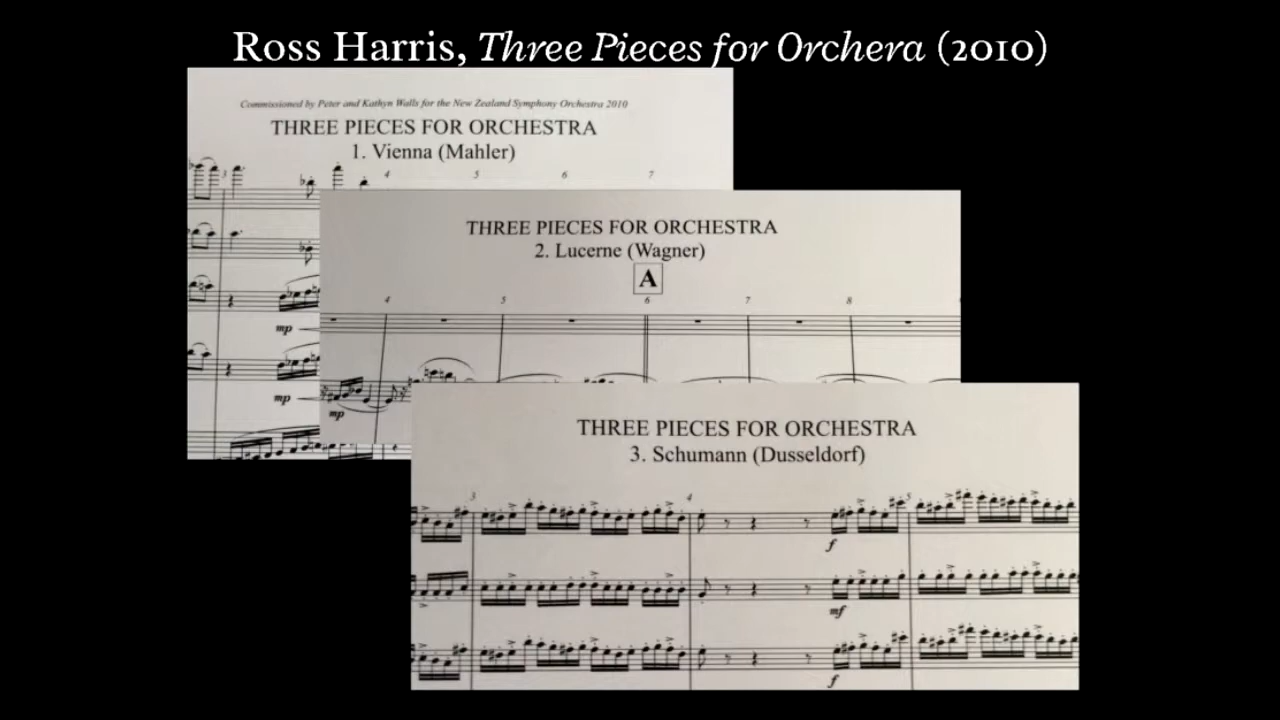 Ross Harris, Three Pieces for Orchera (2010)
Commissioned by Peter and Kathyn Walls for the New Zealand Symphony Orchestra 2010
THREE PIECES FOR ORCHESTRA
1. Vienna (Mahler)
3 4 5 6 7
mp
mp
THREE PIECES FOR ORCHESTRA
2. Lucerne (Wagner)
A
4 5 6 7 8
mp
THREE PIECES FOR ORCHESTRA
3. Schumann (Dusseldorf)
3 4 5
f
mf
f